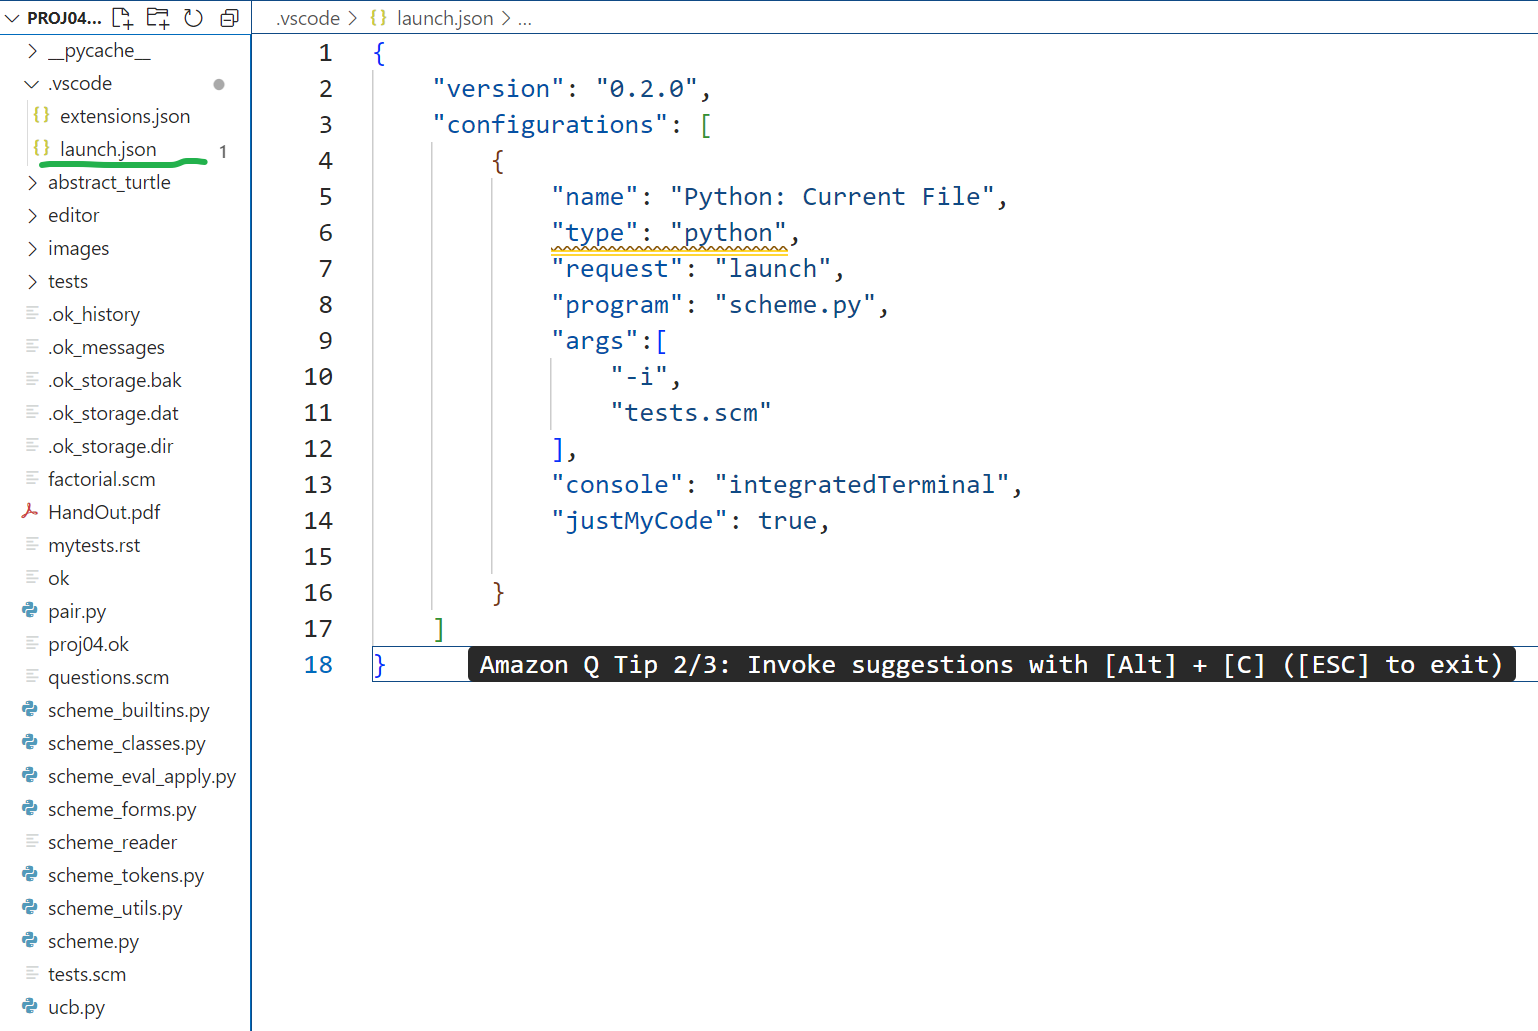 PROJ04...
__pycache__
.vscode
extensions.json
launch.json 1
abstract_turtle
editor
images
tests
.ok_history
.ok_messages
.ok_storage.bak
.ok_storage.dat
.ok_storage.dir
factorial.scm
HandOut.pdf
mytests.rst
ok
pair.py
proj04.ok
questions.scm
scheme_builtins.py
scheme_classes.py
scheme_eval_apply.py
scheme_forms.py
scheme_reader
scheme_tokens.py
scheme_utils.py
scheme.py
tests.scm
ucb.py
.vscode > {} launch.json > ...
1 {
2 "version": "0.2.0",
3 "configurations": [
4 {
5 "name": "Python: Current File",
6 "type": "python",
7 "request": "launch",
8 "program": "scheme.py",
9 "args":[
10 "-i",
11 "tests.scm"
12 ],
13 "console": "integratedTerminal",
14 "justMyCode": true,
15
16 }
17 ]
18 } Amazon Q Tip 2/3: Invoke suggestions with [Alt] + [C] ([ESC] to exit)